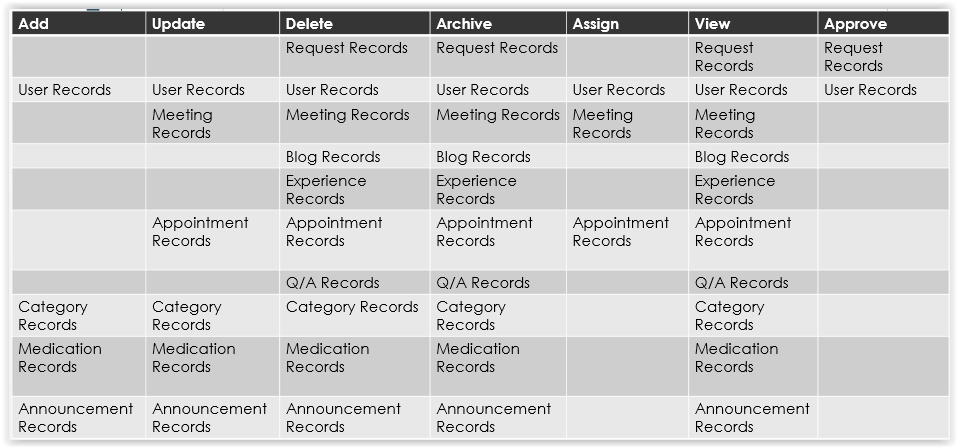 Add Update Delete Archive Assign View Approve
Request Records Request Records Request Request
Records Records
User Records User Records User Records User Records User Records User Records User Records
Meeting Meeting Records Meeting Records Meeting Meeting
Records Records Records
Blog Records Blog Records Blog Records
Experience Experience Experience
Records Records Records
Appointment Appointment Appointment Appointment Appointment
Records Records Records Records Records
Q/A Records Q/A Records Q/A Records
Category Category Category Records Category Category
Records Records Records Records
Medication Medication Medication Medication Medication
Records Records Records Records Records
Announcement Announcement Announcement Announcement Announcement
Records Records Records Records Records